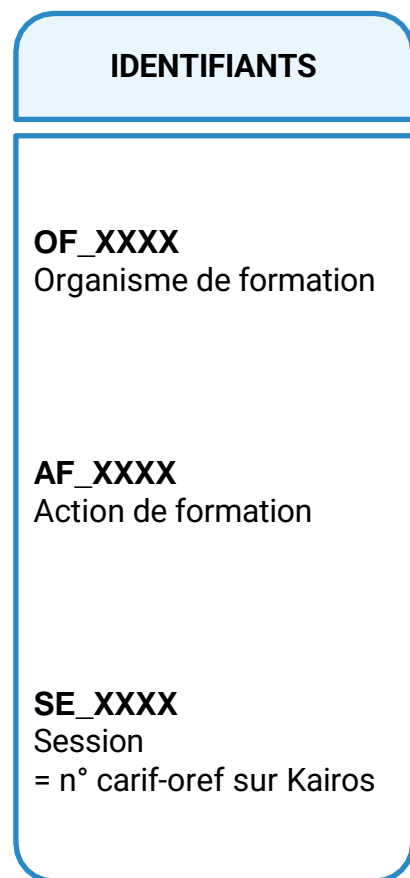 IDENTIFIANTS
OF_XXXX
Organisme de formation
AF_XXXX
Action de formation
SE_XXXX
Session
= n° carif-oref sur Kairos